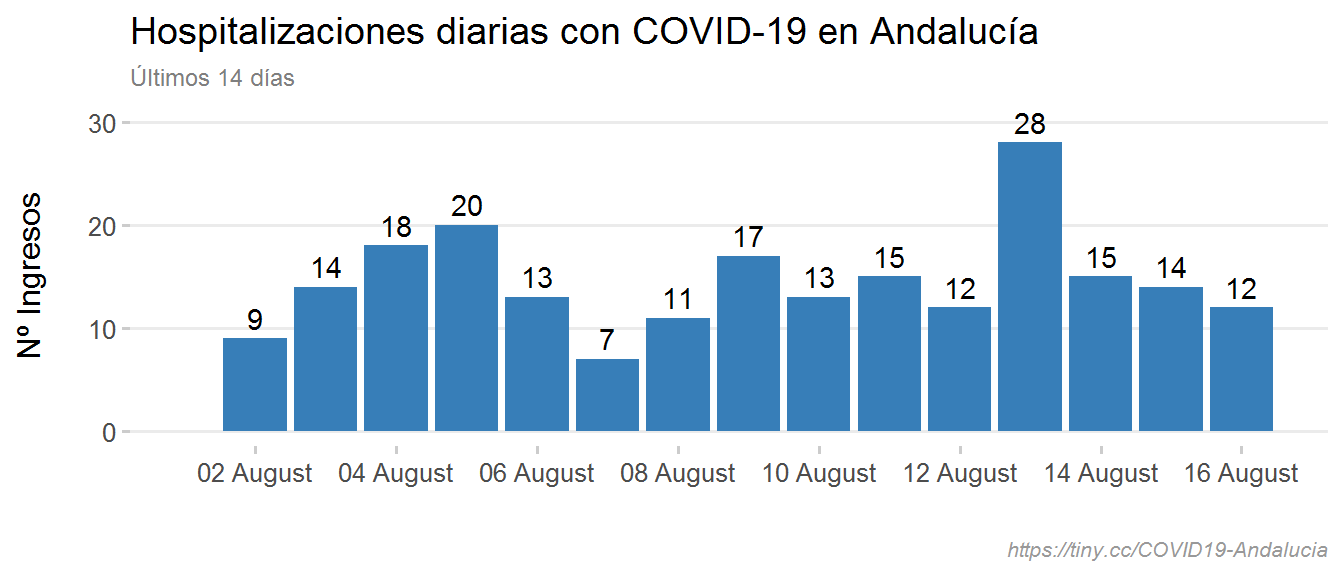 Hospitalizaciones diarias con COVID-19 en Andalucía
Últimos 14 días
Nº Ingresos
30
20
10
0
9
14
18
20
13
7
11
17
13
15
12
28
15
14
12
02 August
04 August
06 August
08 August
10 August
12 August
14 August
16 August
https://tiny.cc/COVID19-Andalucia